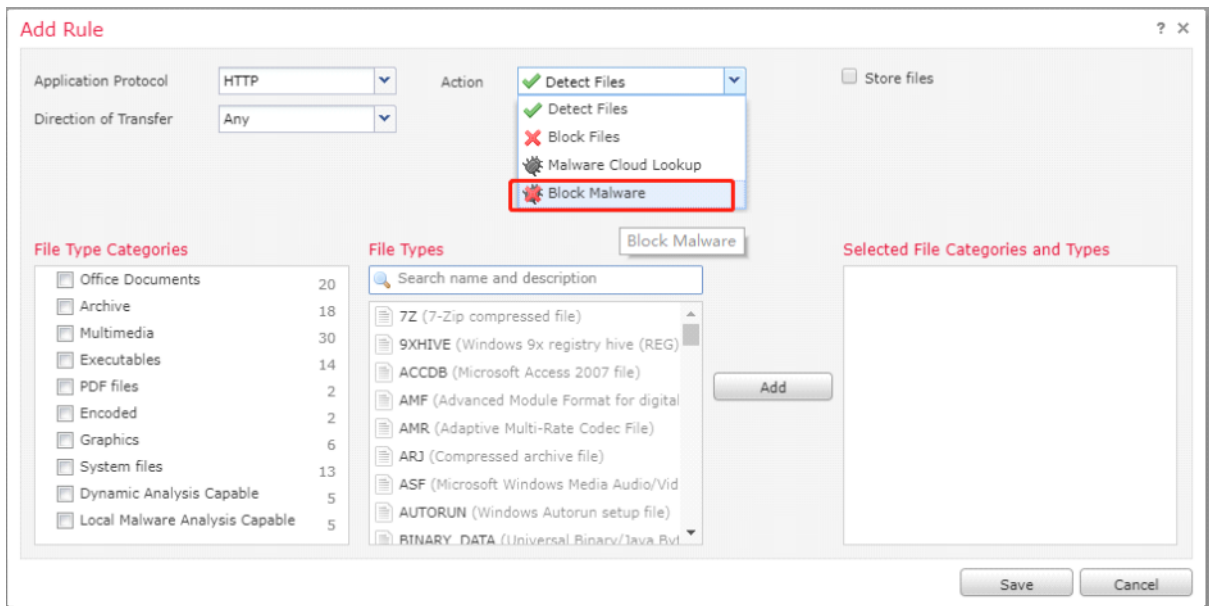 Add Rule
? ×
Application Protocol HTTP Action Detect Files Store files
Detect Files
Direction of Transfer Any
Block Files
Malware Cloud Lookup
Block Malware
Block Malware
File Type Categories
Office Documents 20
Archive 18
Multimedia 30
Executables 14
PDF files 2
Encoded 2
Graphics 6
System files 13
Dynamic Analysis Capable 5
Local Malware Analysis Capable 5
File Types
Search name and description
7Z (7-Zip compressed file)
9XHIVE (Windows 9x registry hive (REG)
ACCDB (Microsoft Access 2007 file)
AMF (Advanced Module Format for digital
AMR (Adaptive Multi-Rate Codec File)
ARJ (Compressed archive file)
ASF (Microsoft Windows Media Audio/Vid
AUTORUN (Windows Autorun setup file)
BINARY_DATA (Universal Binary/Java Byt
Add
Selected File Categories and Types
Save Cancel